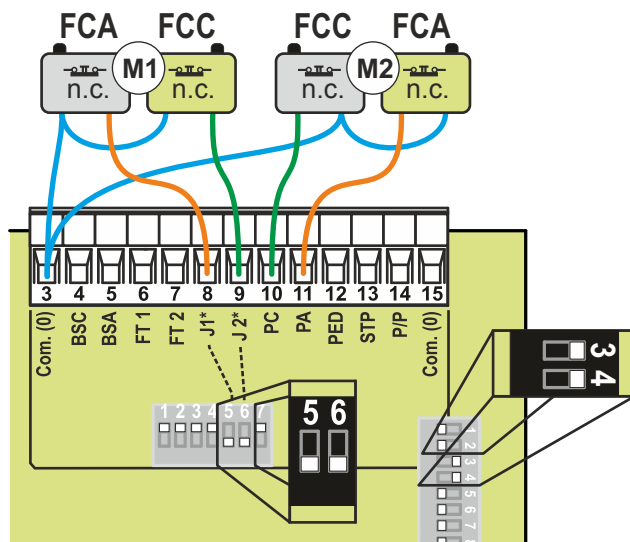 FCA FCC FCC FCA
M1 M2
n.c. n.c. n.c. n.c.
3 4 5 6 7 8 9 10 11 12 13 14 15
Com. (0) BSC BSA FT 1 FT 2 J1* J 2* PC PA PED STP P/P Com. (0)
3
4
1 2 3 4 5 6 7
5 6
1
2
3
4
5
6
7